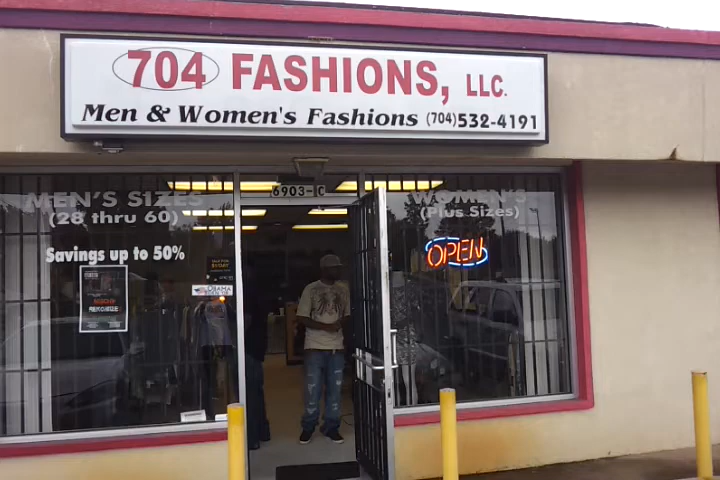 704 FASHIONS, LLC.
Men & Women's Fashions (704)532-4191
6903-C
MEN'S SIZES
(28 thru 60)
Savings up to 50%
WOMEN'S
(Plus Sizes)
OPEN
OBAMA